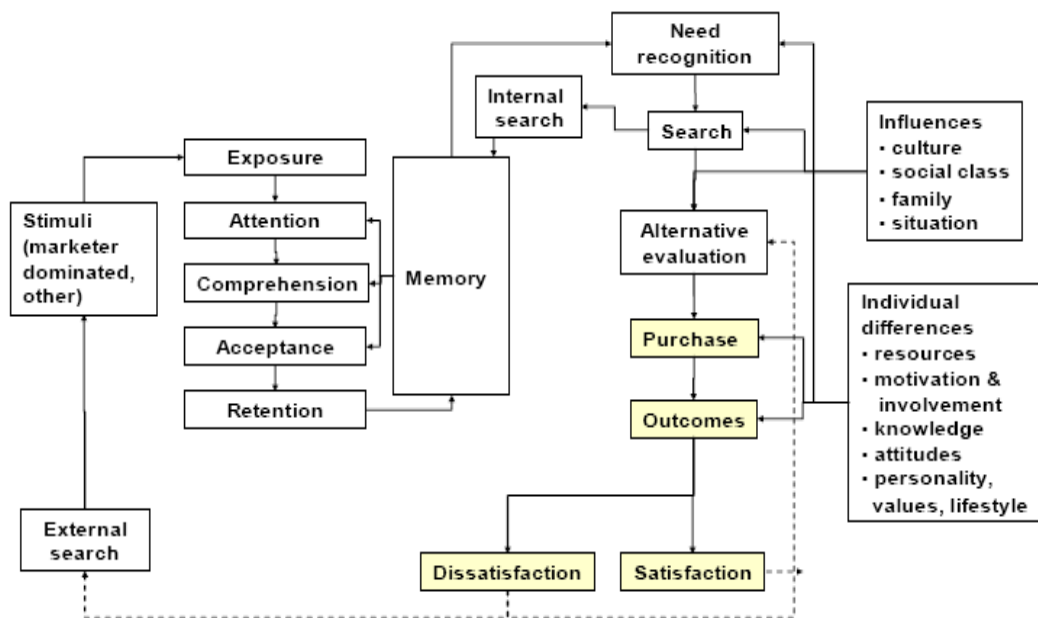 Need
recognition
Internal
search
Search
Influences
· culture
· social class
· family
· situation
Exposure
Stimuli
(marketer
dominated,
other)
Attention
Comprehension
Acceptance
Retention
Memory
Alternative
evaluation
Purchase
Outcomes
Individual
differences
· resources
· motivation &
involvement
· knowledge
· attitudes
· personality,
values, lifestyle
External
search
Dissatisfaction
Satisfaction